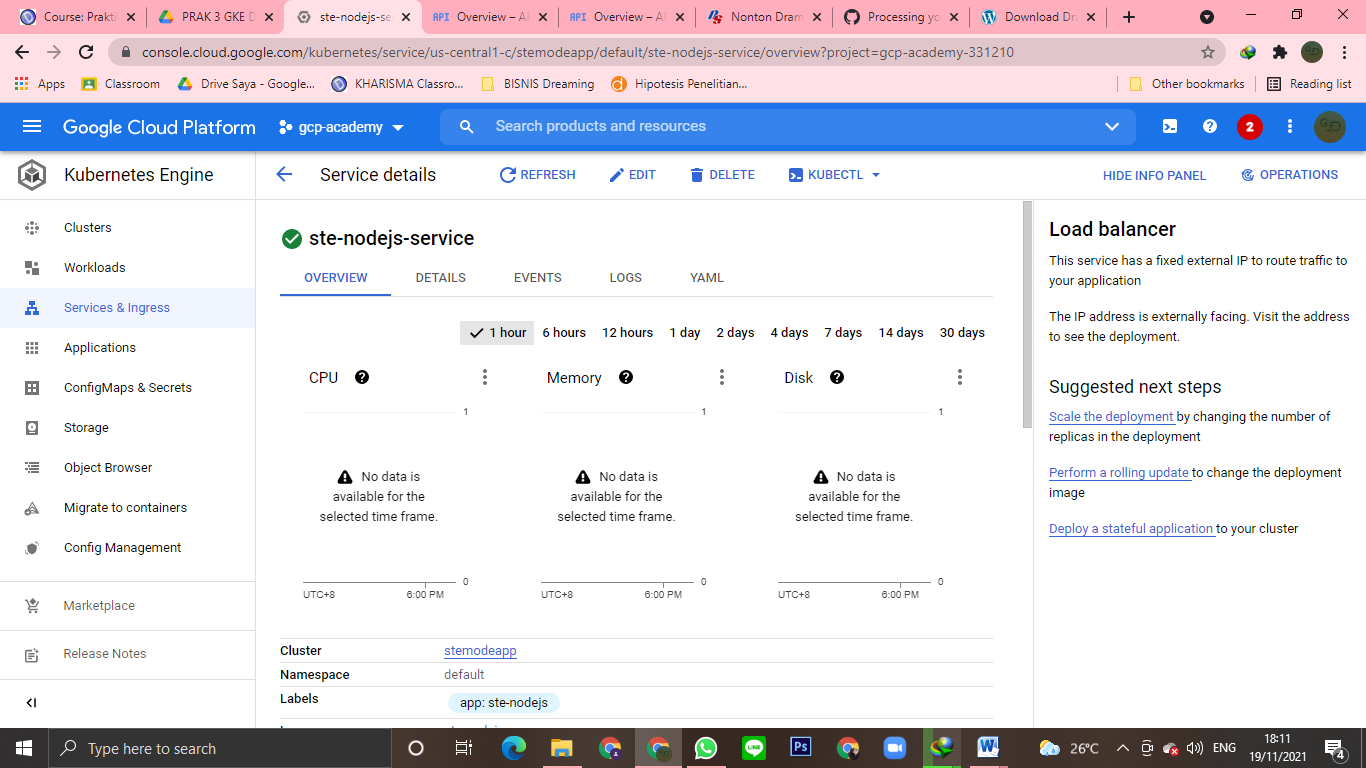 Course: Prakti
PRAK 3 GKE D
ste-nodejs-se
API Overview – A
API Overview – A
Nonton Dram
Processing yo
Download Dra
console.cloud.google.com/kubernetes/service/us-central1-c/stemodeapp/default/ste-nodejs-service/overview?project=gcp-academy-331210
Apps
Classroom
Drive Saya - Google...
KHARISMA Classro...
BISNIS Dreaming
Hipotesis Penelitian...
Other bookmarks
Reading list
Google Cloud Platform
gcp-academy
Search products and resources
2
Kubernetes Engine
Service details
REFRESH
EDIT
DELETE
KUBECTL
HIDE INFO PANEL
OPERATIONS
Clusters
Workloads
Services & Ingress
Applications
ConfigMaps & Secrets
Storage
Object Browser
Migrate to containers
Config Management
Marketplace
Release Notes
ste-nodejs-service
OVERVIEW
DETAILS
EVENTS
LOGS
YAML
1 hour
6 hours
12 hours
1 day
2 days
4 days
7 days
14 days
30 days
CPU
1
No data is
available for the
selected time frame.
0
UTC+8
6:00 PM
Memory
1
No data is
available for the
selected time frame.
0
UTC+8
6:00 PM
Disk
1
No data is
available for the
selected time frame.
0
UTC+8
6:00 PM
Cluster
stemodeapp
Namespace
default
Labels
app: ste-nodejs
Load balancer
This service has a fixed external IP to route traffic to
your application
The IP address is externally facing. Visit the address
to see the deployment.
Suggested next steps
Scale the deployment by changing the number of
replicas in the deployment
Perform a rolling update to change the deployment
image
Deploy a stateful application to your cluster
Type here to search
LINE
Ps
W
26°C
ENG
18:11
19/11/2021
4